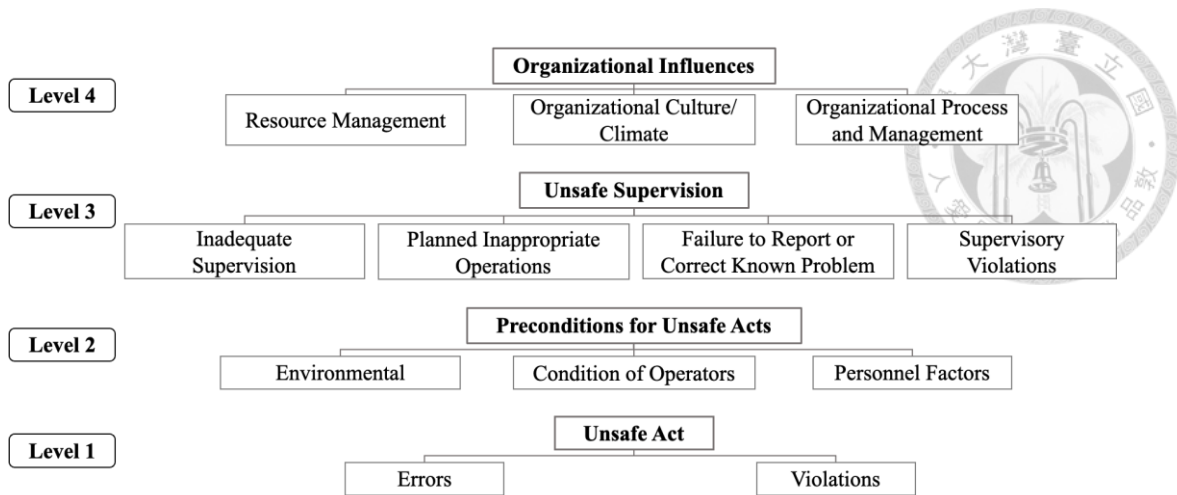 Organizational Influences
Level 4
Resource Management
Organizational Culture/
Climate
Organizational Process
and Management
Unsafe Supervision
Level 3
Inadequate
Supervision
Planned Inappropriate
Operations
Failure to Report or
Correct Known Problem
Supervisory
Violations
Preconditions for Unsafe Acts
Level 2
Environmental
Condition of Operators
Personnel Factors
Unsafe Act
Level 1
Errors
Violations